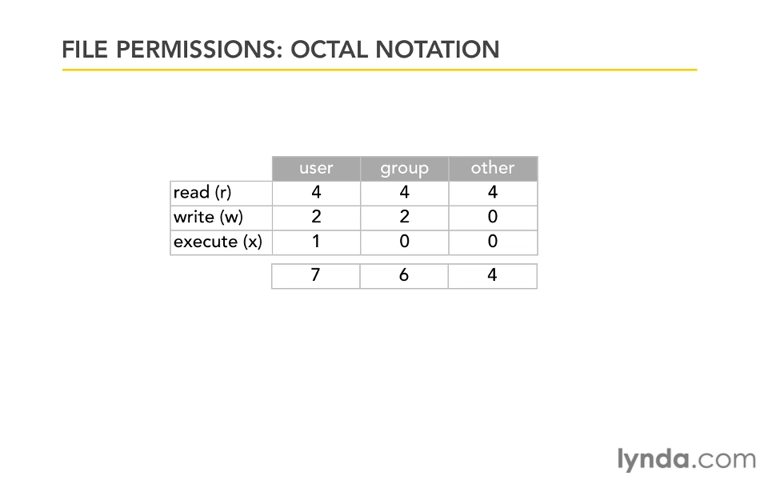 FILE PERMISSIONS: OCTAL NOTATION
user group other
read (r) 4 4 4
write (w) 2 2 0
execute (x) 1 0 0
7 6 4
lynda.com